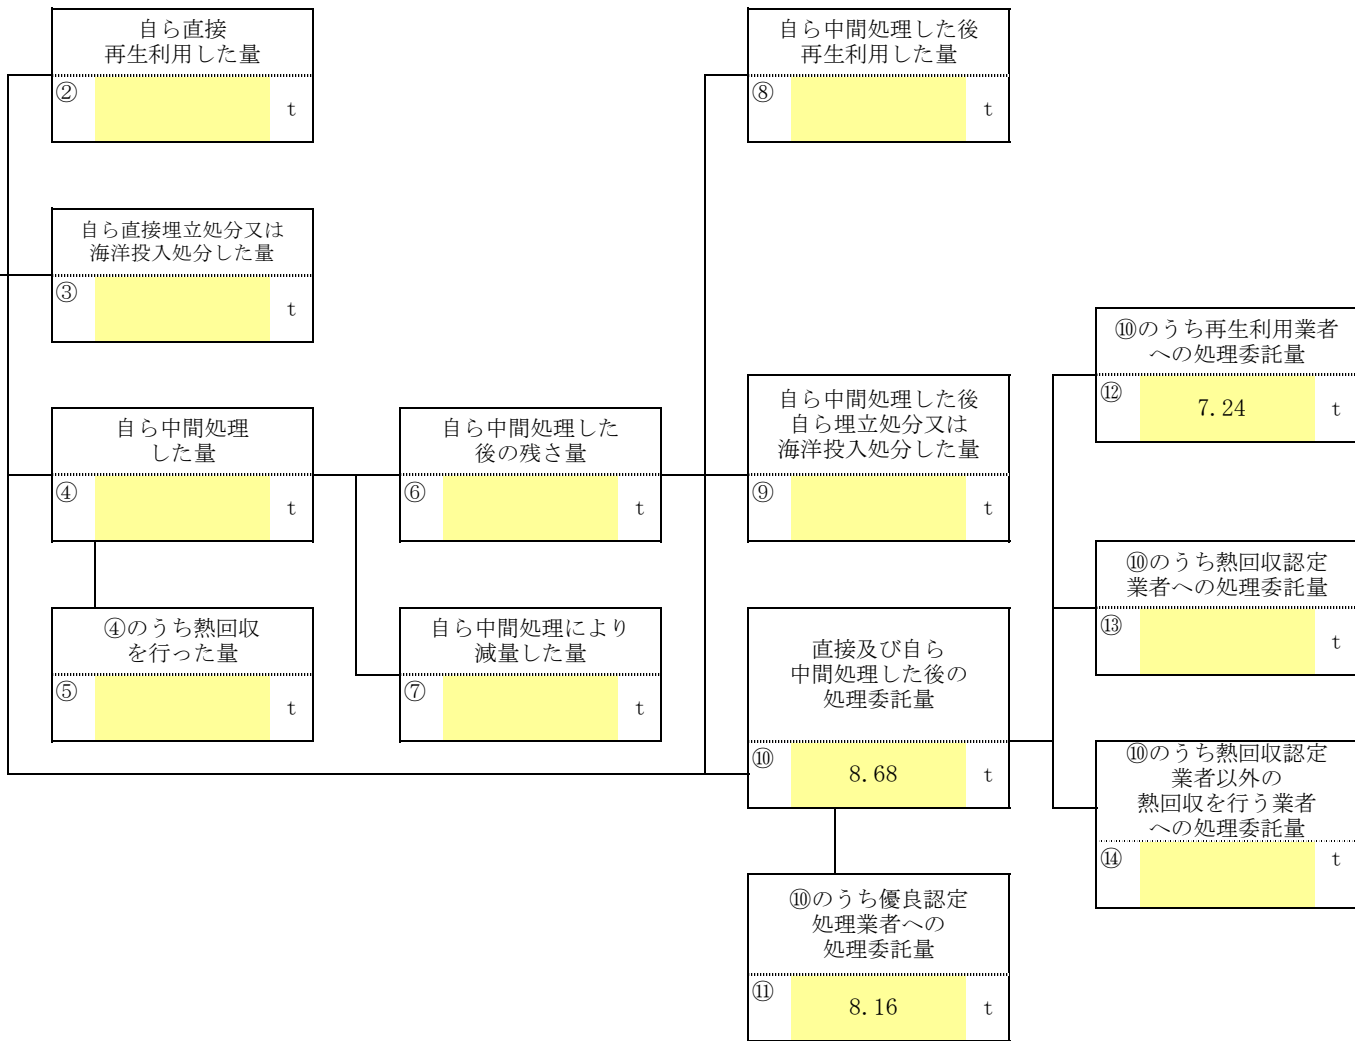 自ら直接
再生利用した量
②
t
自ら中間処理した後
再生利用した量
⑧
t
自ら直接埋立処分又は
海洋投入処分した量
③
t
⑩のうち再生利用業者
への処理委託量
⑫
7.24
t
自ら中間処理
した量
④
t
自ら中間処理した
後の残さ量
⑥
t
自ら中間処理した後
自ら埋立処分又は
海洋投入処分した量
⑨
t
⑩のうち熱回収認定
業者への処理委託量
⑬
t
④のうち熱回収
を行った量
⑤
t
自ら中間処理により
減量した量
⑦
t
直接及び自ら
中間処理した後の
処理委託量
⑩
8.68
t
⑩のうち熱回収認定
業者以外の
熱回収を行う業者
への処理委託量
⑭
t
⑩のうち優良認定
処理業者への
処理委託量
⑪
8.16
t